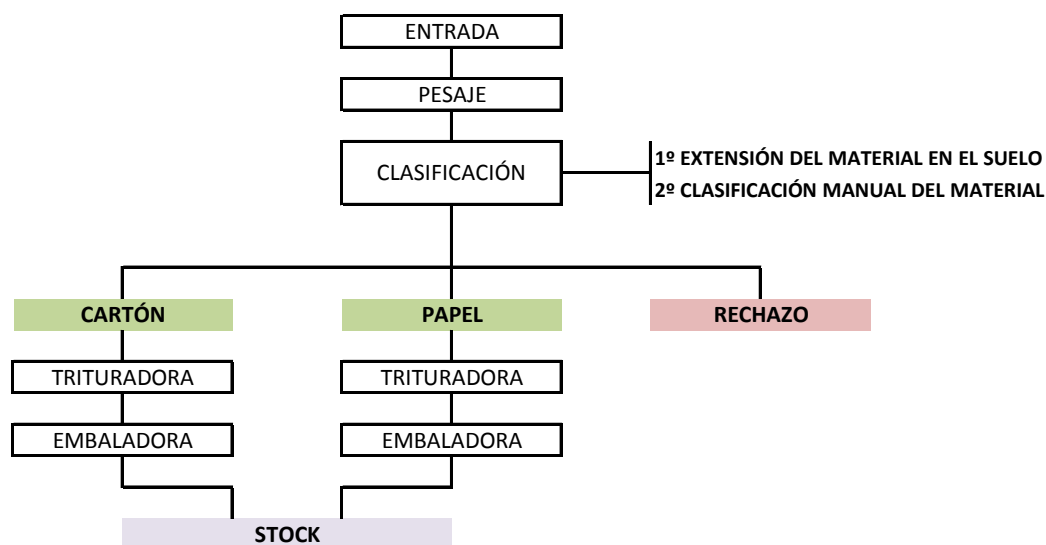 ENTRADA
PESAJE
CLASIFICACIÓN
1º EXTENSIÓN DEL MATERIAL EN EL SUELO
2º CLASIFICACIÓN MANUAL DEL MATERIAL
CARTÓN
PAPEL
RECHAZO
TRITURADORA
TRITURADORA
EMBALADORA
EMBALADORA
STOCK